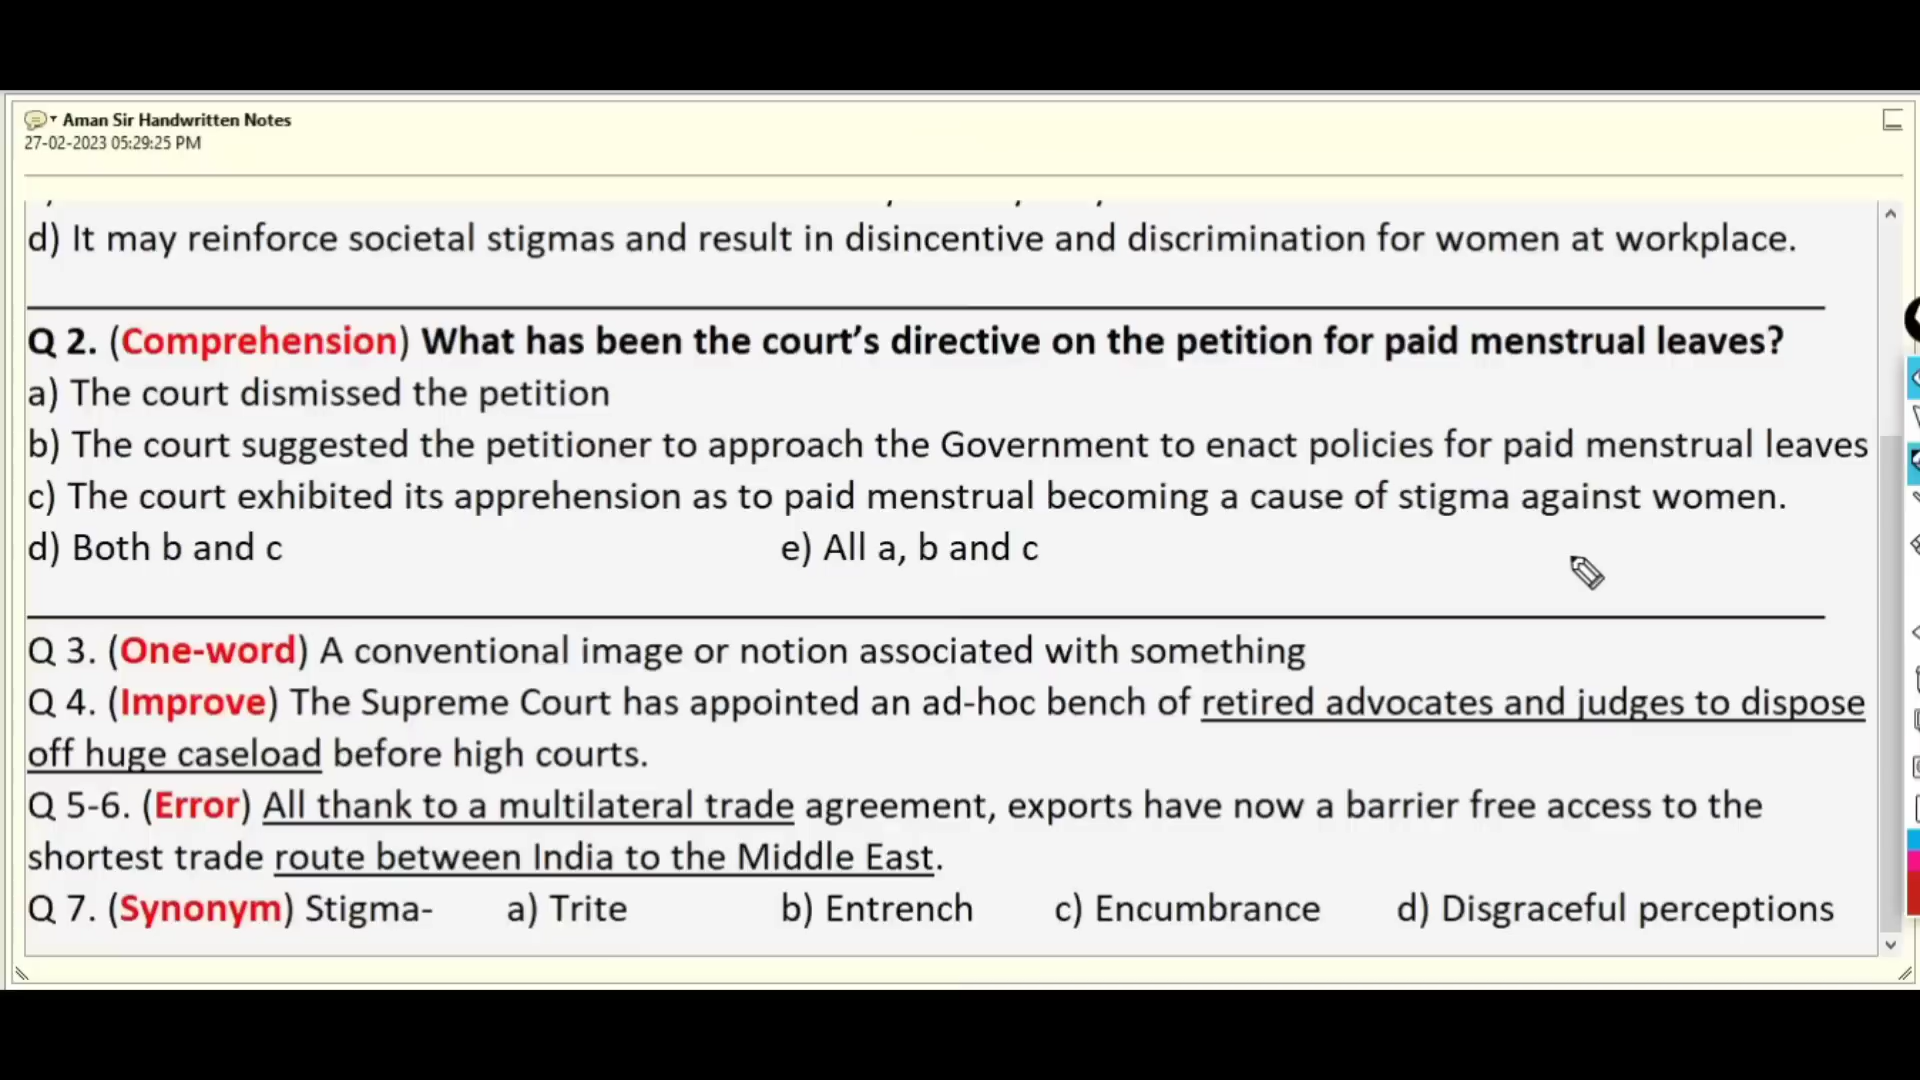 Aman Sir Handwritten Notes
27-02-2023 05:29:25 PM
d) It may reinforce societal stigmas and result in disincentive and discrimination for women at workplace.
Q 2. (Comprehension) What has been the court's directive on the petition for paid menstrual leaves?
a) The court dismissed the petition
b) The court suggested the petitioner to approach the Government to enact policies for paid menstrual leaves
c) The court exhibited its apprehension as to paid menstrual becoming a cause of stigma against women.
d) Both b and c e) All a, b and c
Q 3. (One-word) A conventional image or notion associated with something
Q 4. (Improve) The Supreme Court has appointed an ad-hoc bench of retired advocates and judges to dispose
off huge caseload before high courts.
Q 5-6. (Error) All thank to a multilateral trade agreement, exports have now a barrier free access to the
shortest trade route between India to the Middle East.
Q 7. (Synonym) Stigma- a) Trite b) Entrench c) Encumbrance d) Disgraceful perceptions